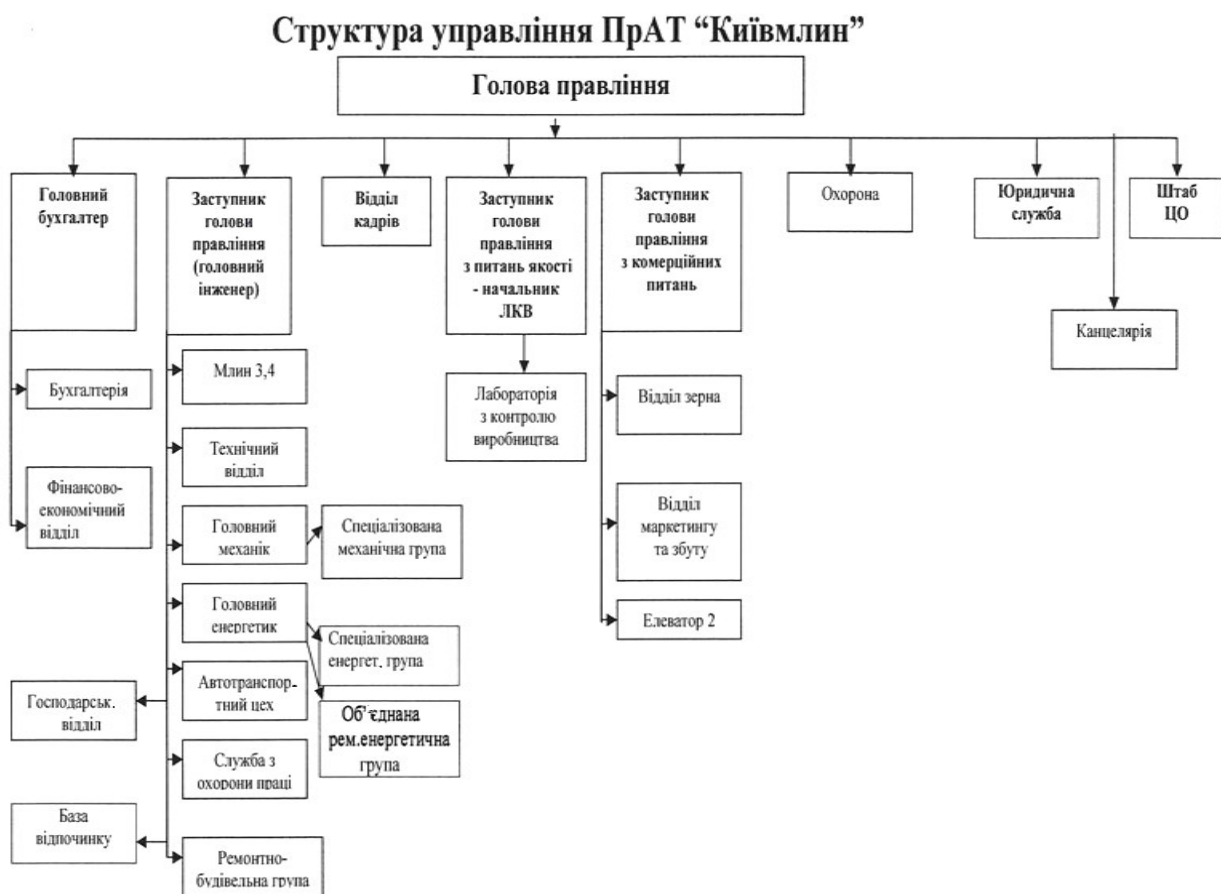 Структура управління ПрАТ “Київмлин”
Голова правління
Головний
бухгалтер
Заступник
голови
правління
(головний
інженер)
Відділ
кадрів
Заступник
голови
правління
з питань якості
- начальник
ЛКВ
Заступник
голови
правління
з комерційних
питань
Охорона
Юридична
служба
Штаб
ЦО
Канцелярія
Бухгалтерія
Фінансово-
економічний
відділ
Млин 3,4
Технічний
відділ
Головний
механік
Спеціалізована
механічна група
Головний
енергетик
Спеціалізована
енергет. група
Об’єднана
рем.енергетична
група
Автотранспор-
тний цех
Господарськ.
відділ
Служба з
охорони праці
База
відпочинку
Ремонтно-
будівельна група
Лабораторія
з контролю
виробництва
Відділ зерна
Відділ
маркетингу
та збуту
Елеватор 2